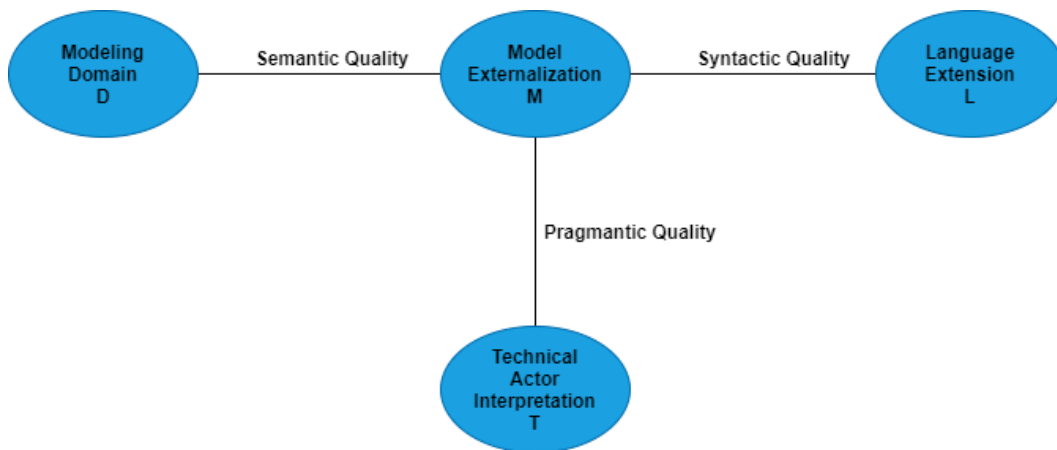 Modeling
Domain
D
Semantic Quality
Model
Externalization
M
Syntactic Quality
Language
Extension
L
Pragmantic Quality
Technical
Actor
Interpretation
T